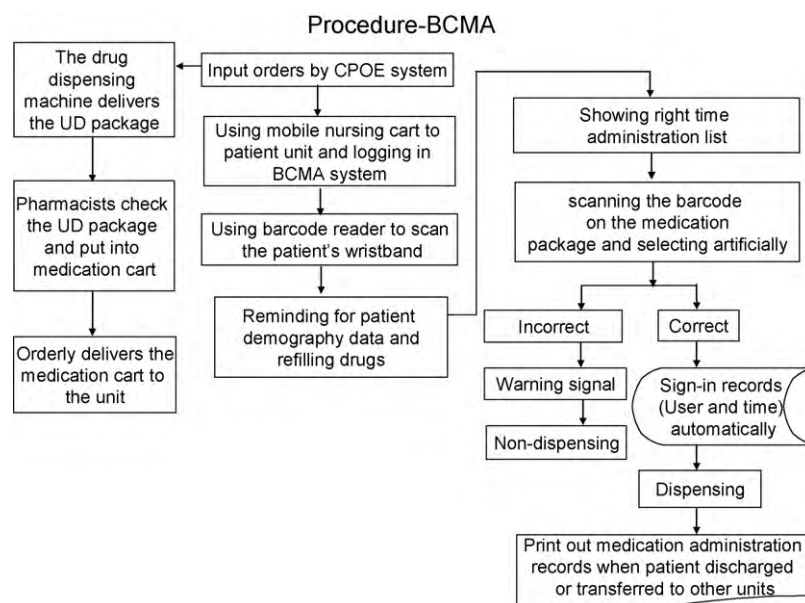 Procedure-BCMA
The drug
dispensing
machine delivers
the UD package
Pharmacists check
the UD package
and put into
medication cart
Orderly delivers the
medication cart to
the unit
Input orders by CPOE system
Using mobile nursing cart to
patient unit and logging in
BCMA system
Using barcode reader to scan
the patient's wristband
Reminding for patient
demography data and
refilling drugs
Showing right time
administration list
scanning the barcode
on the medication
package and selecting artificially
Incorrect
Correct
Warning signal
Non-dispensing
Sign-in records
(User and time)
automatically
Dispensing
Print out medication administration
records when patient discharged
or transferred to other units